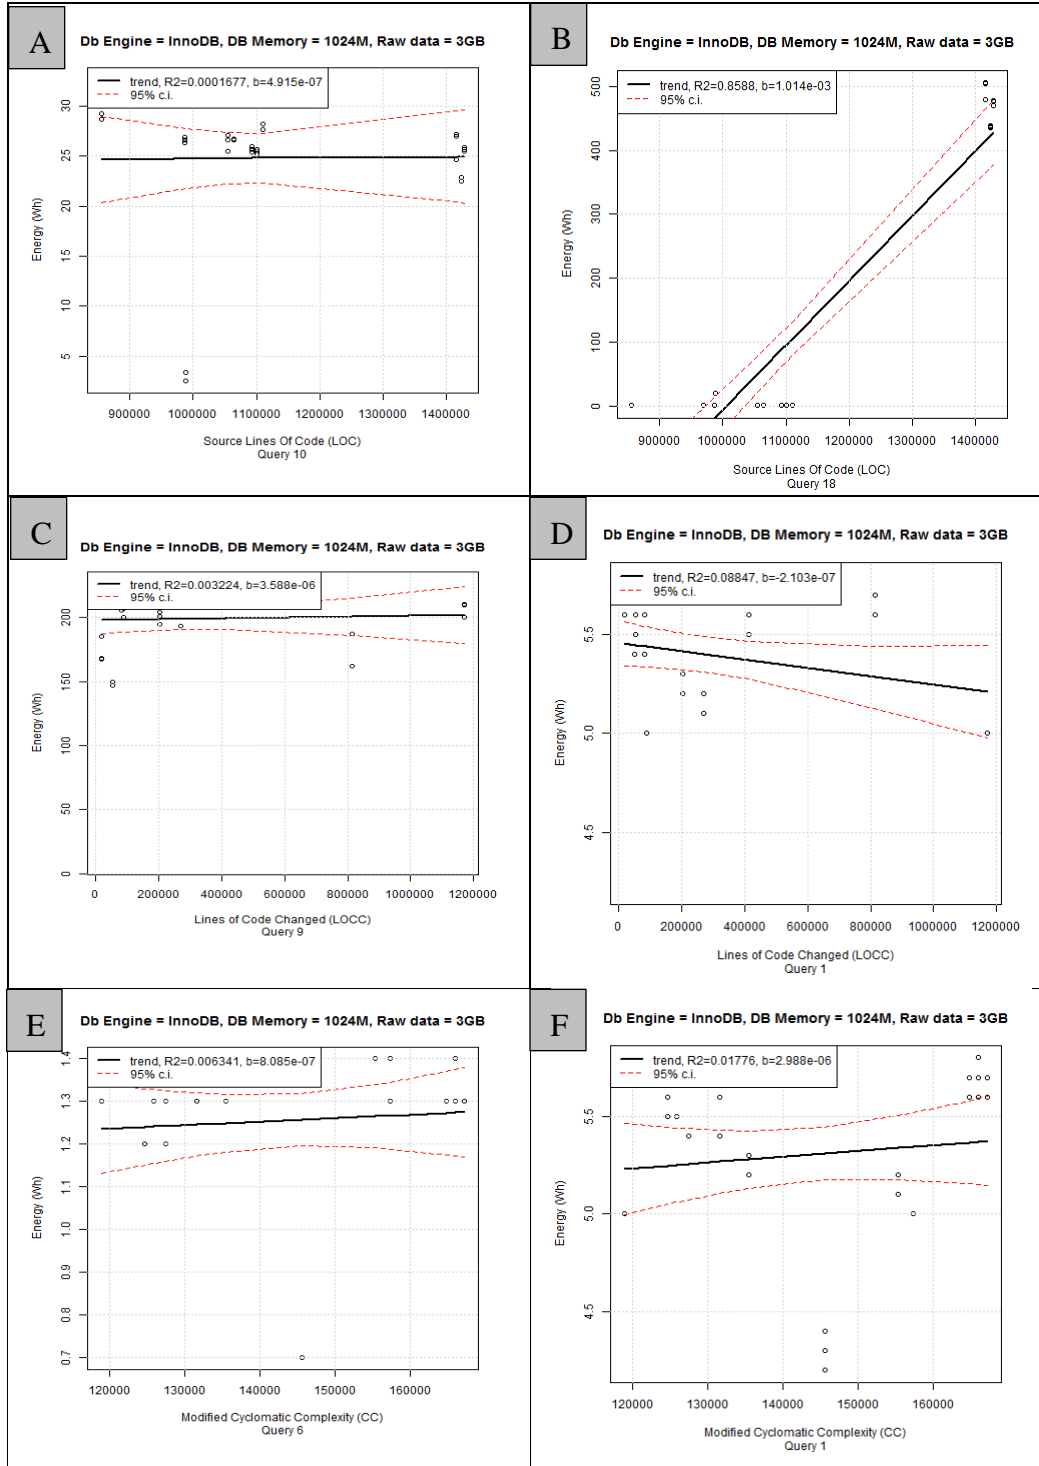 A
Db Engine = InnoDB, DB Memory = 1024M, Raw data = 3GB
trend, R2=0.0001677, b=4.915e-07
95% c.i.
30
25
20
15
10
5
Energy (Wh)
900000 1000000 1100000 1200000 1300000 1400000
Source Lines Of Code (LOC)
Query 10
B
Db Engine = InnoDB, DB Memory = 1024M, Raw data = 3GB
trend, R2=0.8588, b=1.014e-03
95% c.i.
500
400
300
200
100
0
Energy (Wh)
900000 1000000 1100000 1200000 1300000 1400000
Source Lines Of Code (LOC)
Query 18
C
Db Engine = InnoDB, DB Memory = 1024M, Raw data = 3GB
trend, R2=0.003224, b=3.588e-06
95% c.i.
200
150
100
50
0
Energy (Wh)
0 200000 400000 600000 800000 1000000 1200000
Lines of Code Changed (LOCC)
Query 9
D
Db Engine = InnoDB, DB Memory = 1024M, Raw data = 3GB
trend, R2=0.08847, b=-2.103e-07
95% c.i.
5.5
5.0
4.5
Energy (Wh)
0 200000 400000 600000 800000 1000000 1200000
Lines of Code Changed (LOCC)
Query 1
E
Db Engine = InnoDB, DB Memory = 1024M, Raw data = 3GB
trend, R2=0.006341, b=8.085e-07
95% c.i.
1.4
1.3
1.2
1.1
1.0
0.9
0.8
0.7
Energy (Wh)
120000 130000 140000 150000 160000
Modified Cyclomatic Complexity (CC)
Query 6
F
Db Engine = InnoDB, DB Memory = 1024M, Raw data = 3GB
trend, R2=0.01776, b=2.988e-06
95% c.i.
5.5
5.0
4.5
Energy (Wh)
120000 130000 140000 150000 160000
Modified Cyclomatic Complexity (CC)
Query 1